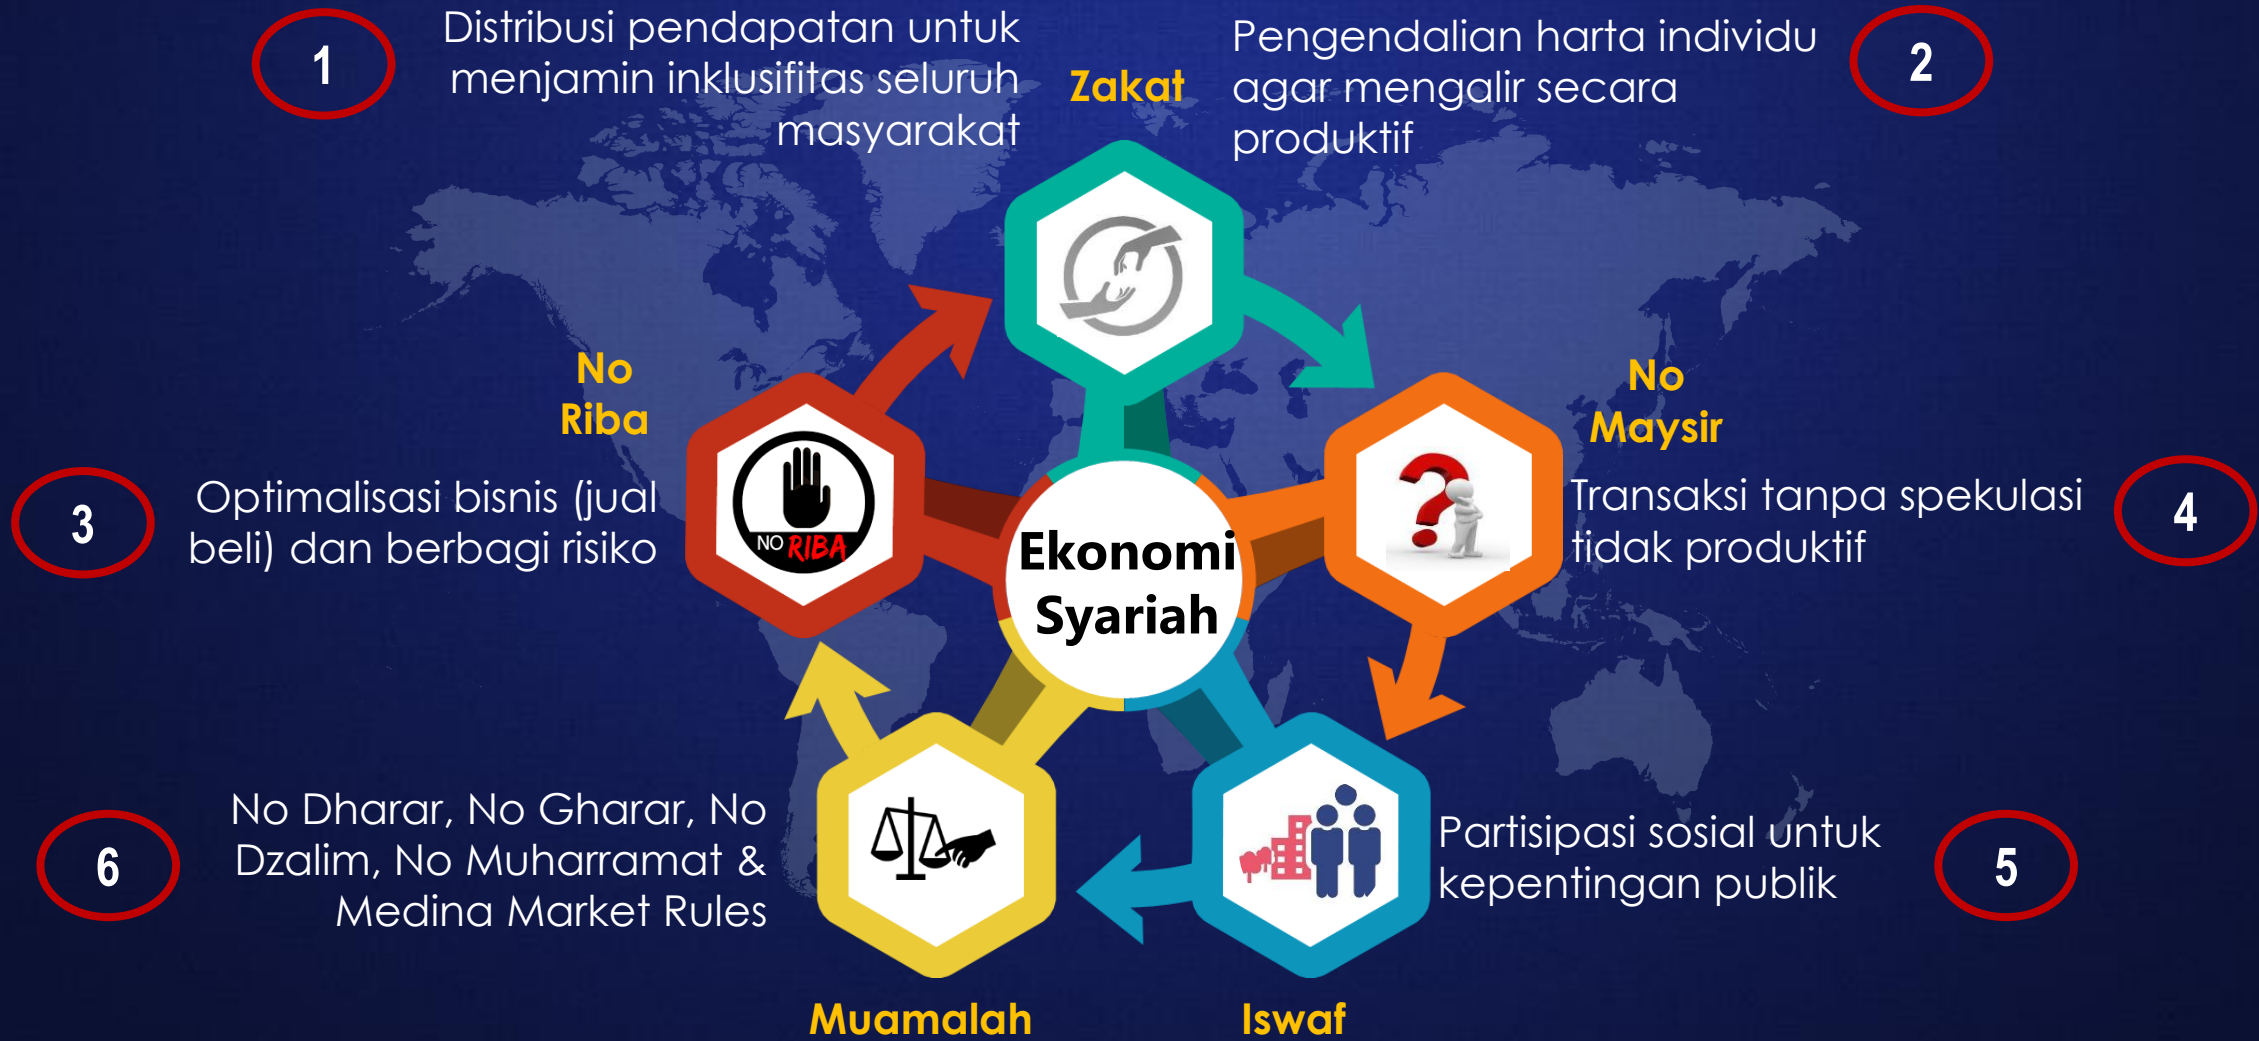 1
Distribusi pendapatan untuk
menjamin inklusifitas seluruh
masyarakat
Zakat
Pengendalian harta individu
agar mengalir secara
produktif
2
No
Riba
NO RIBA
3
Optimalisasi bisnis (jual
beli) dan berbagi risiko
Ekonomi
Syariah
No
Maysir
Transaksi tanpa spekulasi
tidak produktif
4
6
No Dharar, No Gharar, No
Dzalim, No Muharramat &
Medina Market Rules
Partisipasi sosial untuk
kepentingan publik
5
Muamalah
Iswaf